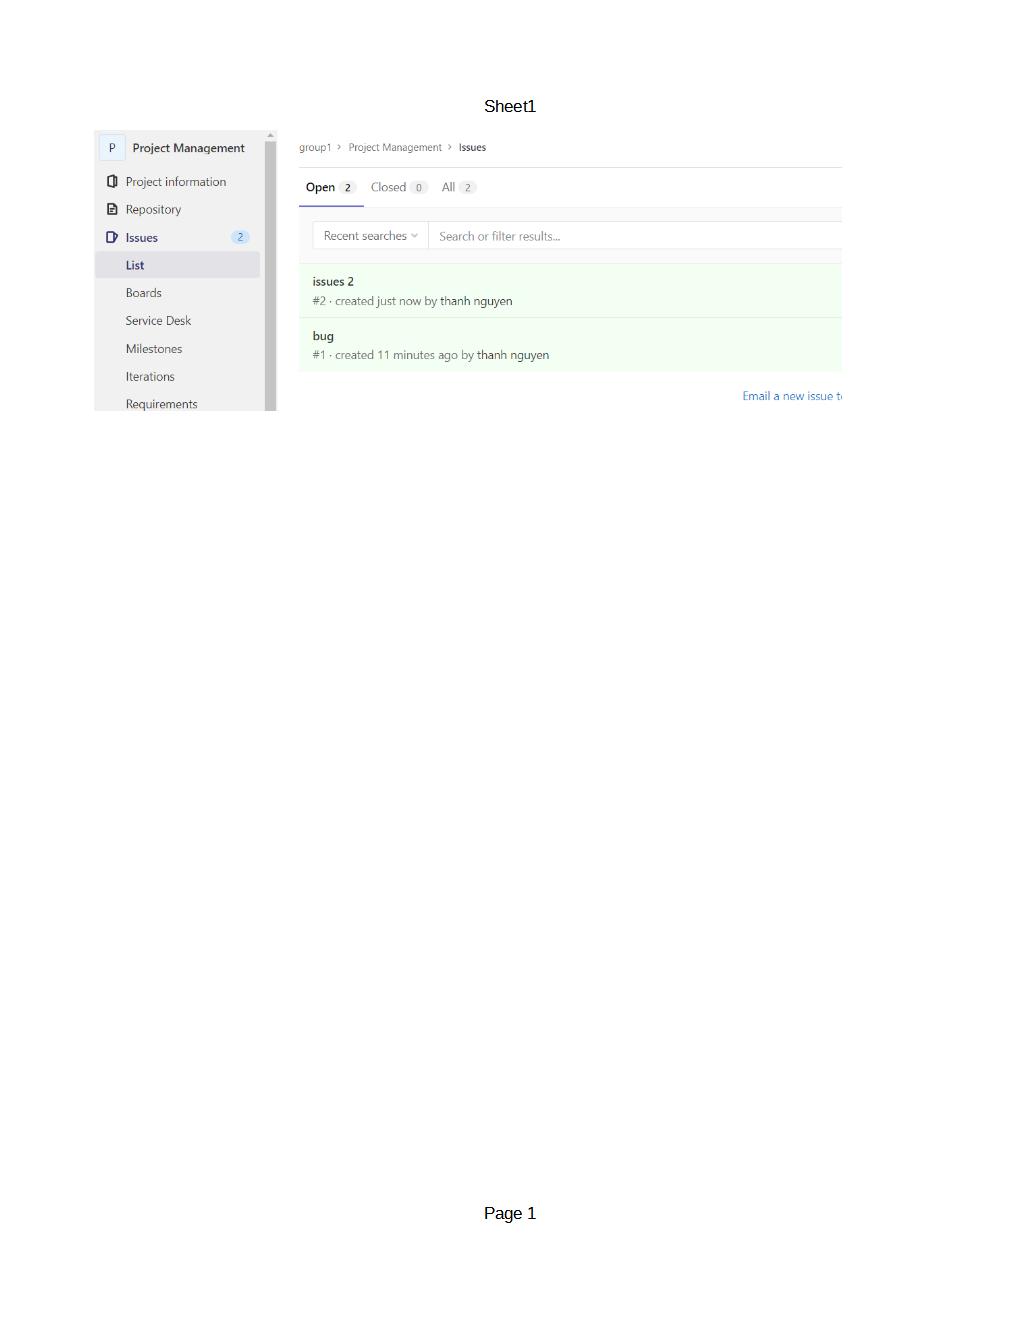 Sheet1
P Project Management
Project information
Repository
Issues 2
List
Boards
Service Desk
Milestones
Iterations
Requirements
group1 › Project Management › Issues
Open 2 Closed 0 All 2
Recent searches Search or filter results...
issues 2
#2 · created just now by thanh nguyen
bug
#1 · created 11 minutes ago by thanh nguyen
Email a new issue t
Page 1